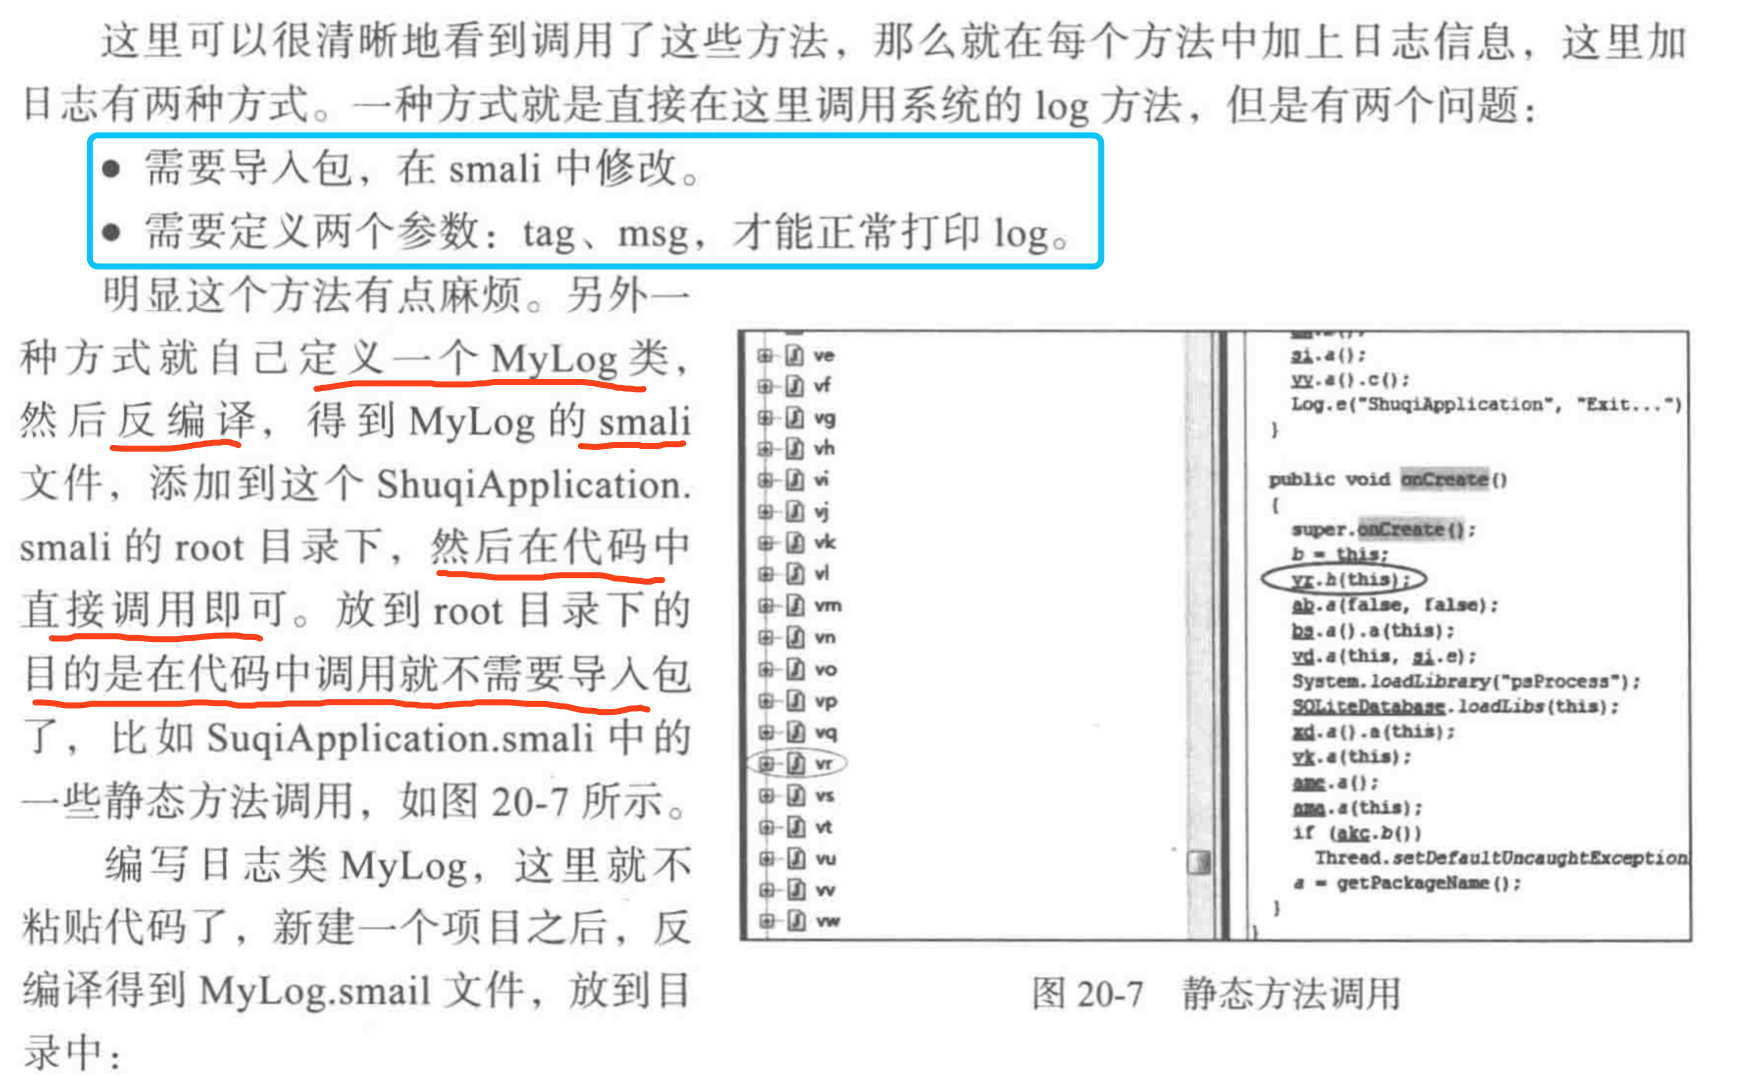 这里可以很清晰地看到调用了这些方法，那么就在每个方法中加上日志信息，这里加
日志有两种方式。一种方式就是直接在这里调用系统的 log 方法，但是有两个问题：
● 需要导入包，在 smali 中修改。
● 需要定义两个参数：tag、msg，才能正常打印 log。
明显这个方法有点麻烦。另外一
种方式就自己定义一个 MyLog 类，
然后反编译，得到 MyLog 的 smali
文件，添加到这个 ShuqiApplication.
smali 的 root 目录下，然后在代码中
直接调用即可。放到 root 目录下的
目的是在代码中调用就不需要导入包
了，比如 SuqiApplication.smali 中的
一些静态方法调用，如图 20-7 所示。
编写日志类 MyLog，这里就不
粘贴代码了，新建一个项目之后，反
编译得到 MyLog.smail 文件，放到目
录中：
ve
vf
vg
vh
vi
vj
vk
vl
vm
vn
vo
vp
vq
vr
vs
vt
vu
vv
vw
si.a();
yy.a().c();
Log.e("ShuqiApplication", "Exit...")
}
public void onCreate()
{
super.onCreate();
b = this;
vr.h(this);
ab.a(false, false);
bs.a().a(this);
vd.a(this, si.e);
System.loadLibrary("psProcess");
SQLiteDatabase.loadLibs(this);
xd.a().a(this);
vk.a(this);
ame.a();
amq.a(this);
if (akc.b())
Thread.setDefaultUncaughtException
a = getPackageName();
}
}
图 20-7 静态方法调用